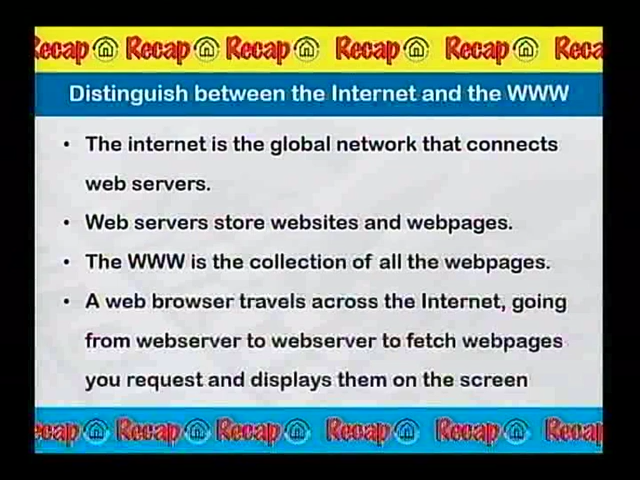 Recap Recap Recap Recap Recap Reca
Distinguish between the Internet and the WWW
• The internet is the global network that connects
web servers.
• Web servers store websites and webpages.
• The WWW is the collection of all the webpages.
• A web browser travels across the Internet, going
from webserver to webserver to fetch webpages
you request and displays them on the screen
ecap Recap Recap Recap Recap Recap